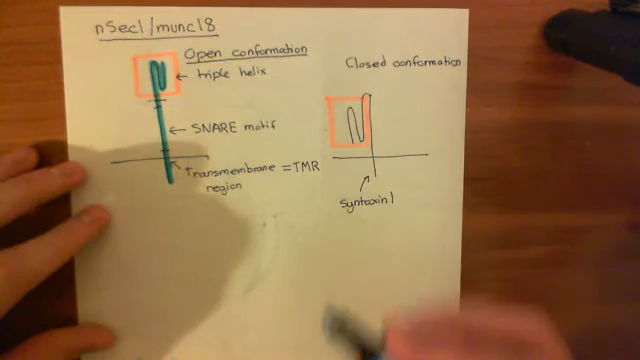 nSec1/munc18
Open conformation
triple helix
SNARE motif
Transmembrane = TMR
region
Closed conformation
Syntaxin 1